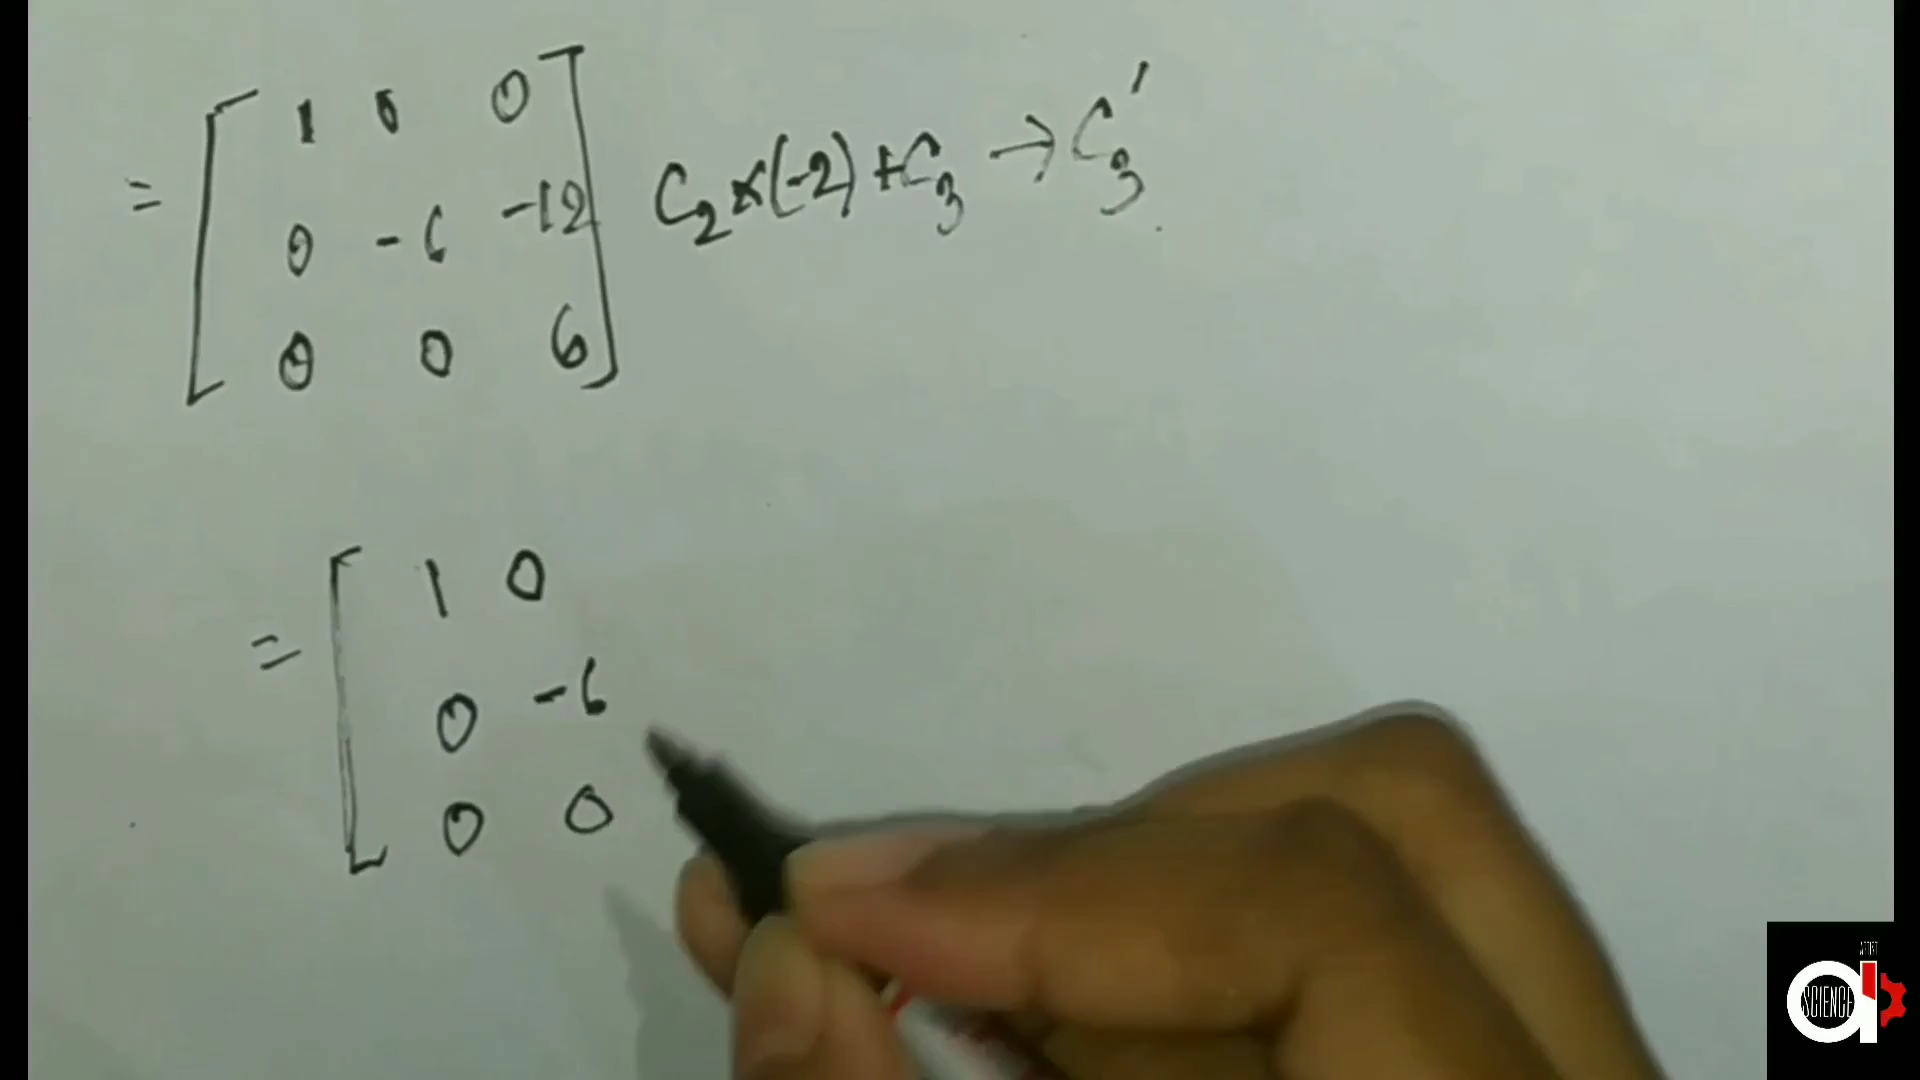 = [ 1 0 0 ] C₂×(-2)+C₃ → C₃'
0 -6 -12
0 0 6
= [ 1 0
0 -6
0 0
SCIENCE